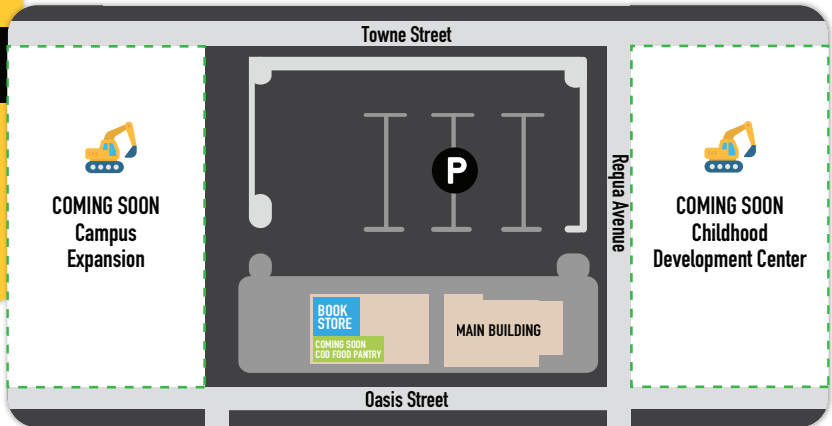 Towne Street
COMING SOON
Campus
Expansion
P
Requa Avenue
COMING SOON
Childhood
Development Center
BOOK
STORE
COMING SOON
COD FOOD PANTRY
MAIN BUILDING
Oasis Street